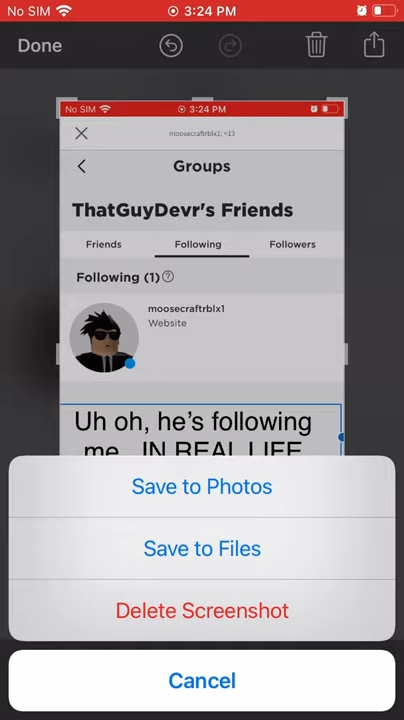 No SIM 3:24 PM
Done
No SIM 3:24 PM
moosecraftrblx1: <13
Groups
ThatGuyDevr's Friends
Friends Following Followers
Following (1) ?
moosecraftrblx1
Website
Uh oh, he's following
me.. IN REAL LIFE
Save to Photos
Save to Files
Delete Screenshot
Cancel